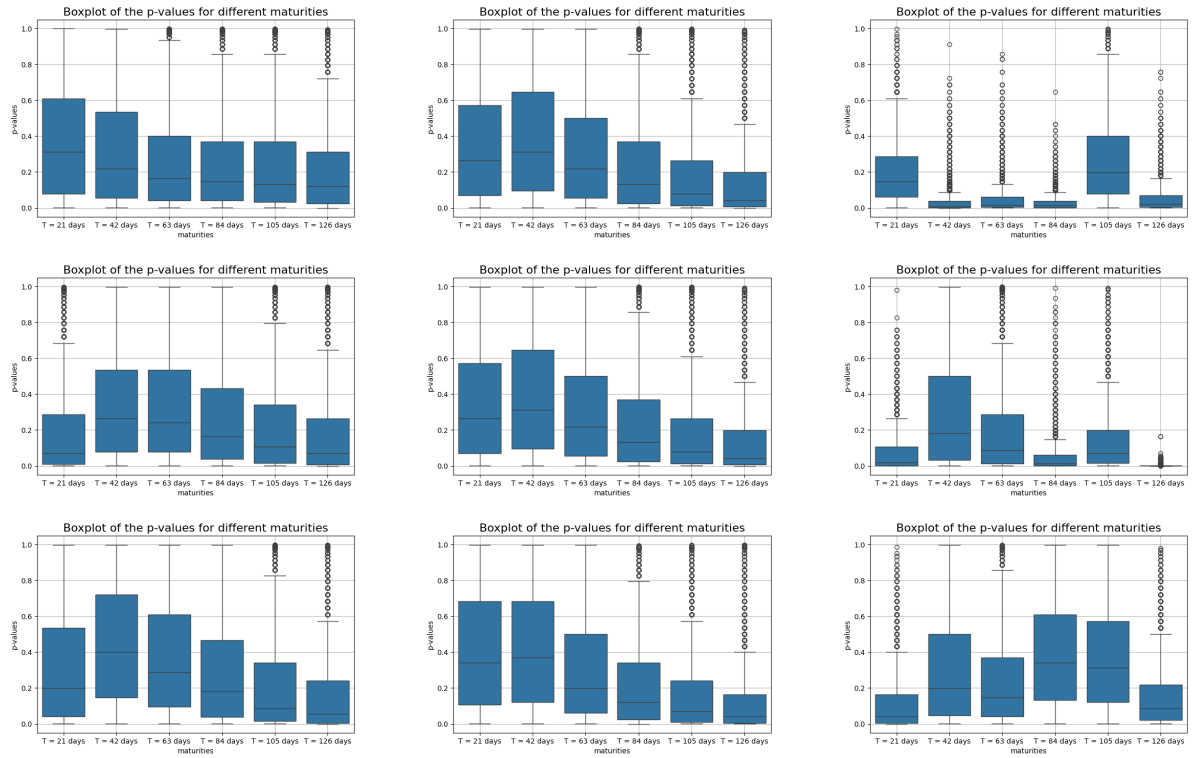 Boxplot of the p-values for different maturities
1.0
0.8
0.6
0.4
0.2
0.0
p-values
T = 21 days T = 42 days T = 63 days T = 84 days T = 105 days T = 126 days
maturities
Boxplot of the p-values for different maturities
1.0
0.8
0.6
0.4
0.2
0.0
p-values
T = 21 days T = 42 days T = 63 days T = 84 days T = 105 days T = 126 days
maturities
Boxplot of the p-values for different maturities
1.0
0.8
0.6
0.4
0.2
0.0
p-values
T = 21 days T = 42 days T = 63 days T = 84 days T = 105 days T = 126 days
maturities
Boxplot of the p-values for different maturities
1.0
0.8
0.6
0.4
0.2
0.0
p-values
T = 21 days T = 42 days T = 63 days T = 84 days T = 105 days T = 126 days
maturities
Boxplot of the p-values for different maturities
1.0
0.8
0.6
0.4
0.2
0.0
p-values
T = 21 days T = 42 days T = 63 days T = 84 days T = 105 days T = 126 days
maturities
Boxplot of the p-values for different maturities
1.0
0.8
0.6
0.4
0.2
0.0
p-values
T = 21 days T = 42 days T = 63 days T = 84 days T = 105 days T = 126 days
maturities
Boxplot of the p-values for different maturities
1.0
0.8
0.6
0.4
0.2
0.0
p-values
T = 21 days T = 42 days T = 63 days T = 84 days T = 105 days T = 126 days
maturities
Boxplot of the p-values for different maturities
1.0
0.8
0.6
0.4
0.2
0.0
p-values
T = 21 days T = 42 days T = 63 days T = 84 days T = 105 days T = 126 days
maturities
Boxplot of the p-values for different maturities
1.0
0.8
0.6
0.4
0.2
0.0
p-values
T = 21 days T = 42 days T = 63 days T = 84 days T = 105 days T = 126 days
maturities